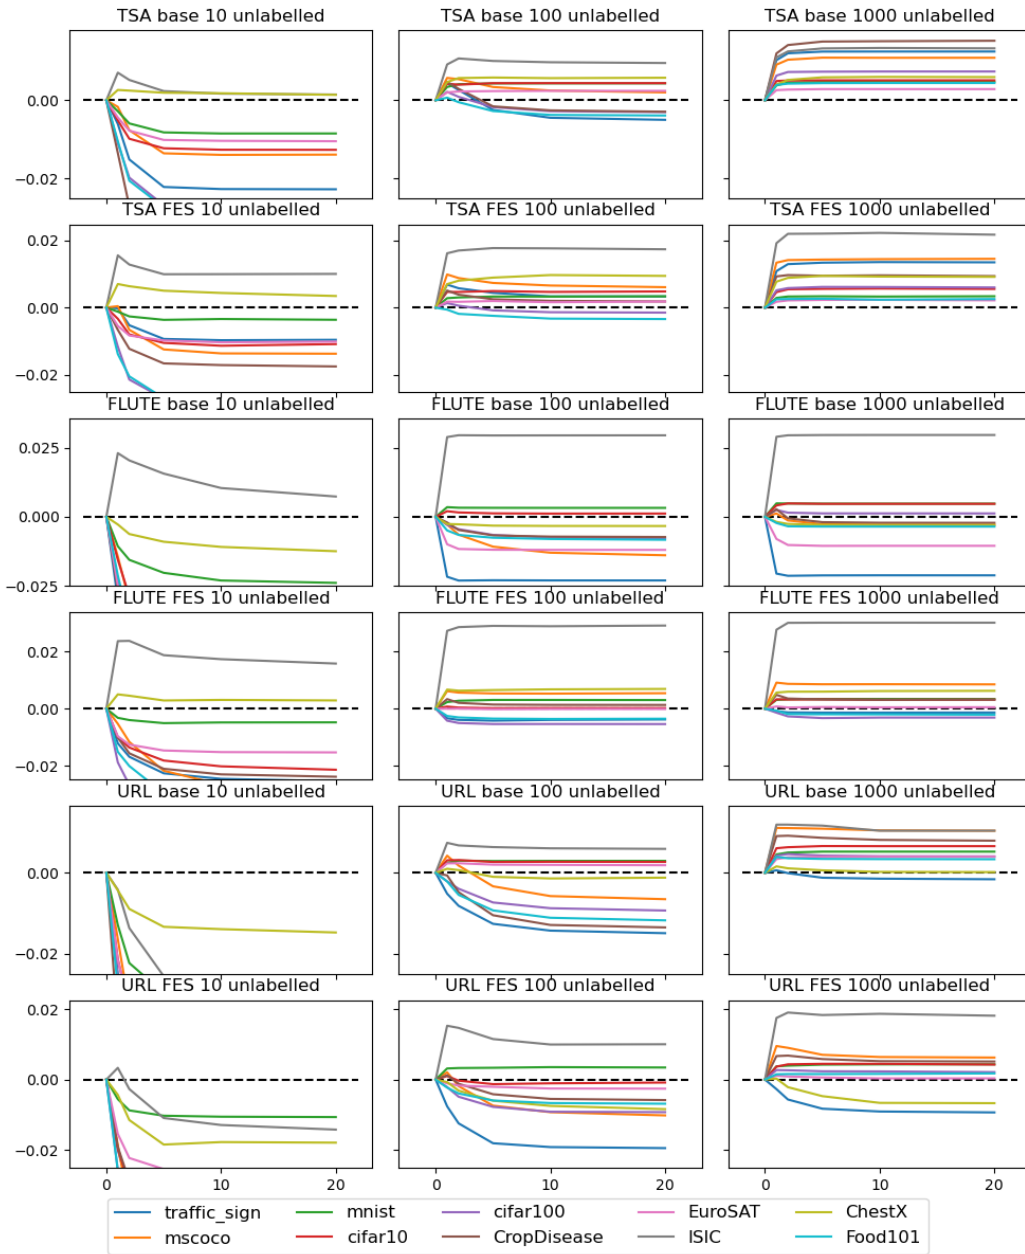 TSA base 10 unlabelled
TSA base 100 unlabelled
TSA base 1000 unlabelled
0.00
−0.02
TSA FES 10 unlabelled
TSA FES 100 unlabelled
TSA FES 1000 unlabelled
0.02
0.00
−0.02
FLUTE base 10 unlabelled
FLUTE base 100 unlabelled
FLUTE base 1000 unlabelled
0.025
0.000
−0.025
FLUTE FES 10 unlabelled
FLUTE FES 100 unlabelled
FLUTE FES 1000 unlabelled
0.02
0.00
−0.02
URL base 10 unlabelled
URL base 100 unlabelled
URL base 1000 unlabelled
0.00
−0.02
URL FES 10 unlabelled
URL FES 100 unlabelled
URL FES 1000 unlabelled
0.02
0.00
−0.02
0 10 20 0 10 20 0 10 20
traffic_sign mnist cifar100 EuroSAT ChestX
mscoco cifar10 CropDisease ISIC Food101